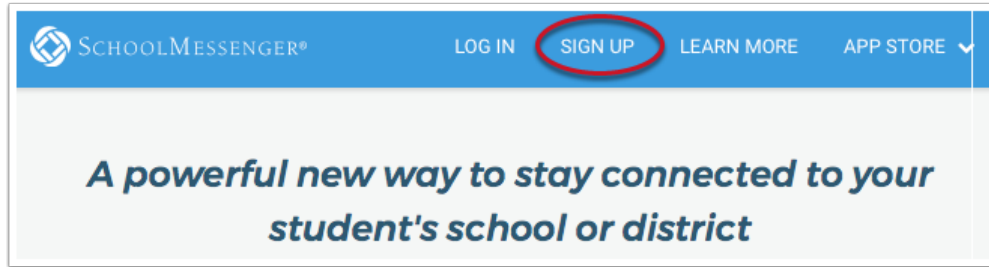 SCHOOLMESSENGER® LOG IN SIGN UP LEARN MORE APP STORE
A powerful new way to stay connected to your
student's school or district